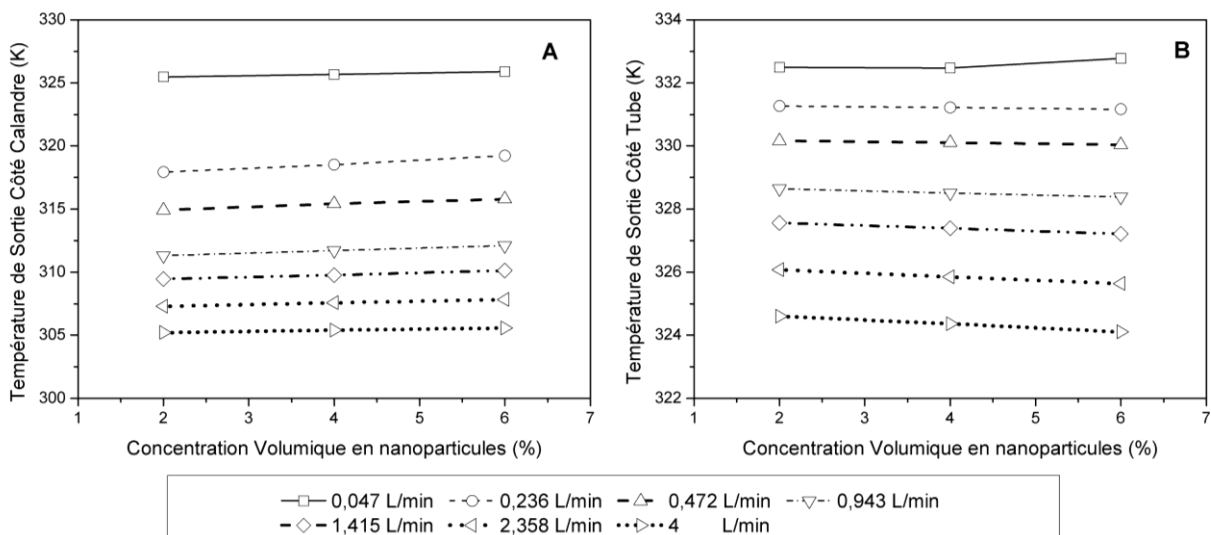 330
325
320
315
310
305
300
Température de Sortie Côté Calandre (K)
A
1 2 3 4 5 6 7
Concentration Volumique en nanoparticules (%)
334
332
330
328
326
324
322
Température de Sortie Côté Tube (K)
B
1 2 3 4 5 6 7
Concentration Volumique en nanoparticules (%)
0,047 L/min 0,236 L/min 0,472 L/min 0,943 L/min
1,415 L/min 2,358 L/min 4 L/min